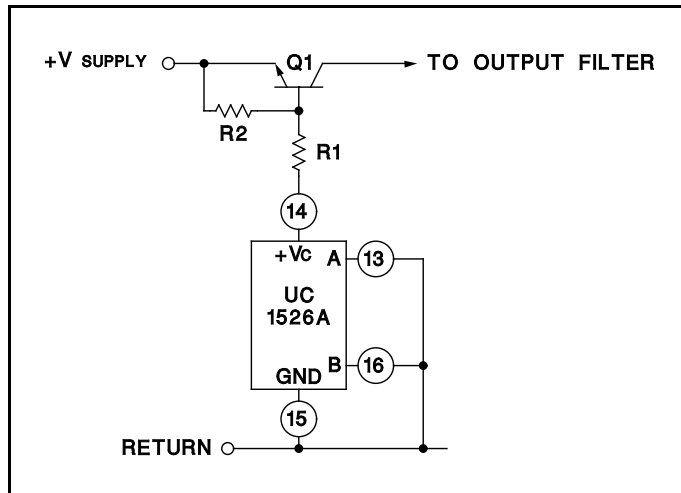 +V SUPPLY
Q1
TO OUTPUT FILTER
R2
R1
14
+VC
A
13
UC
1526A
B
16
GND
15
RETURN